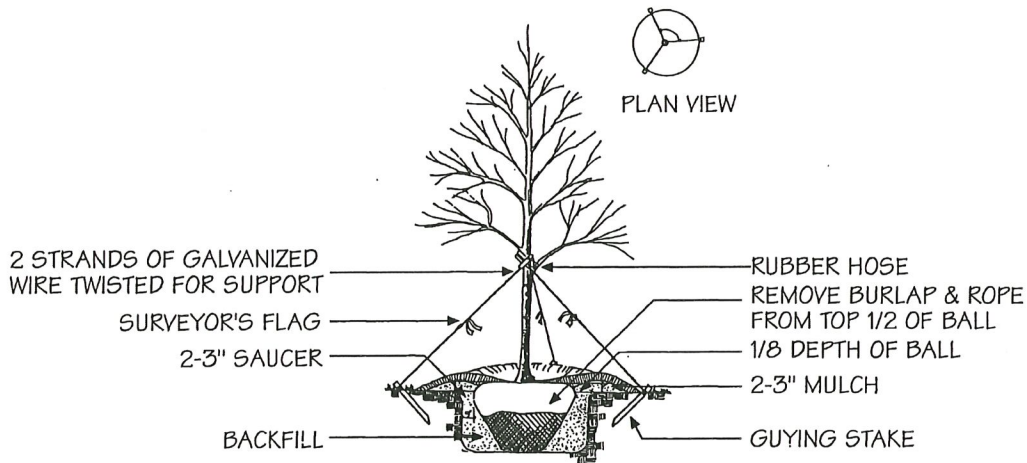 PLAN VIEW
2 STRANDS OF GALVANIZED
WIRE TWISTED FOR SUPPORT
SURVEYOR'S FLAG
2-3" SAUCER
BACKFILL
RUBBER HOSE
REMOVE BURLAP & ROPE
FROM TOP 1/2 OF BALL
1/8 DEPTH OF BALL
2-3" MULCH
GUYING STAKE